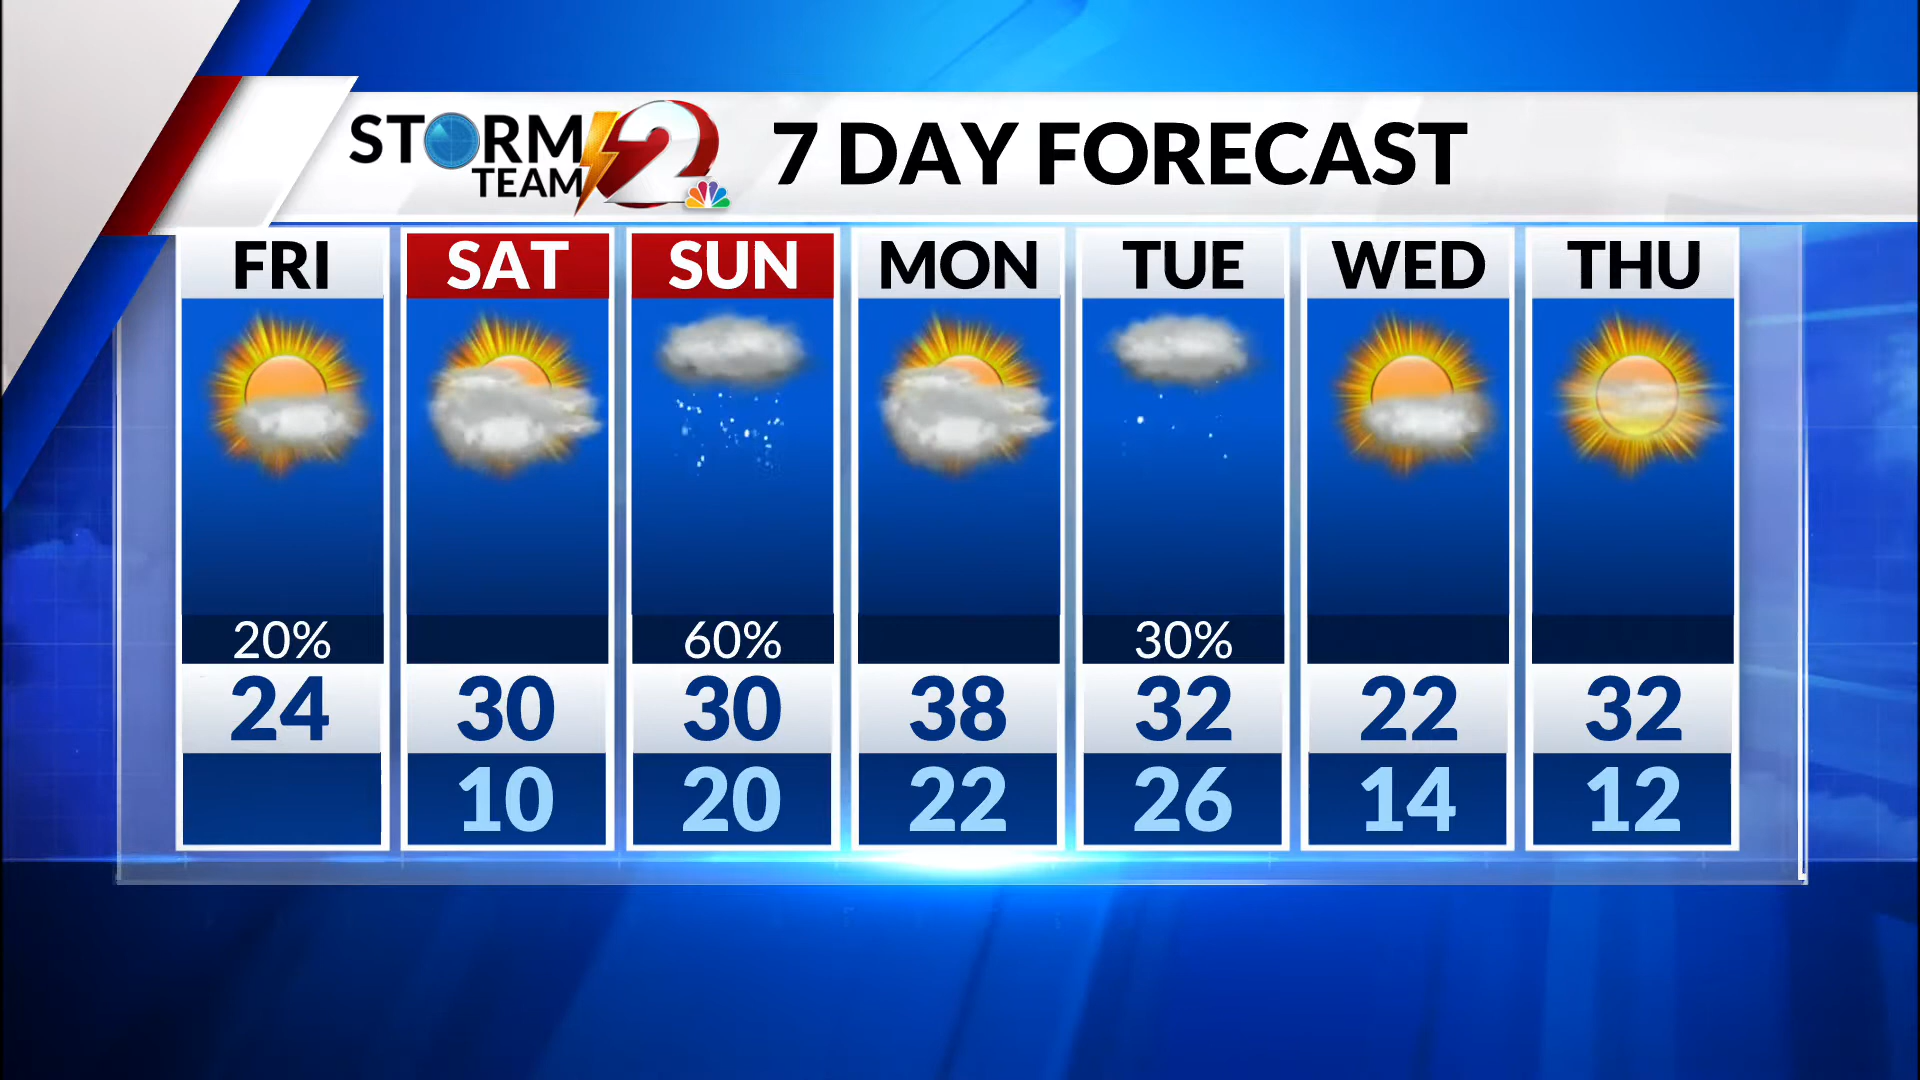 STORM TEAM 2 7 DAY FORECAST
FRI SAT SUN MON TUE WED THU
20% 60% 30%
24 30 30 38 32 22 32
10 20 22 26 14 12